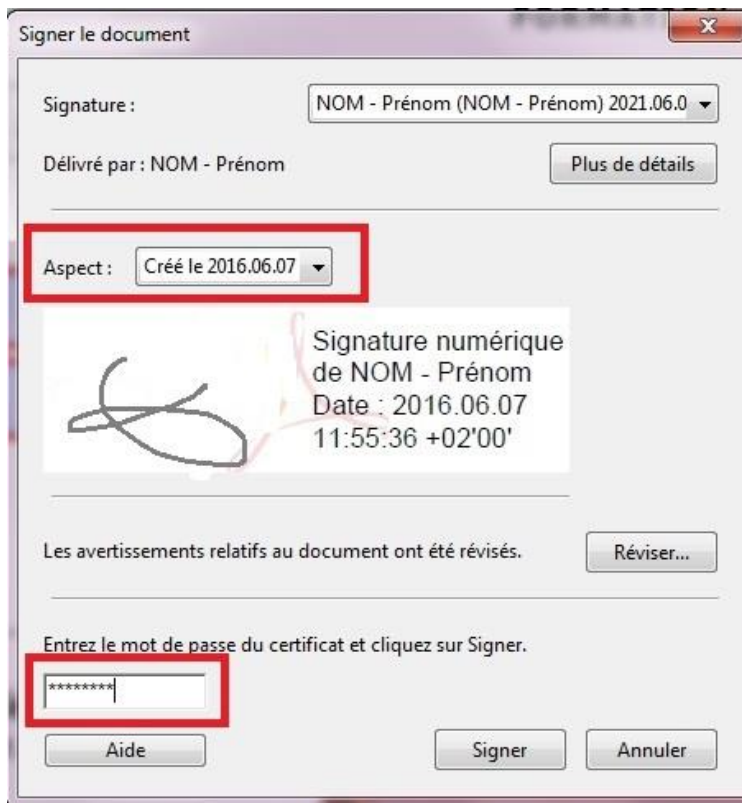 FORMATION
Signer le document
Signature : NOM - Prénom (NOM - Prénom) 2021.06.0
Délivré par : NOM - Prénom Plus de détails
Aspect : Créé le 2016.06.07
Signature numérique
de NOM - Prénom
Date : 2016.06.07
11:55:36 +02'00'
Les avertissements relatifs au document ont été révisés. Réviser...
Entrez le mot de passe du certificat et cliquez sur Signer.
********
Aide Signer Annuler